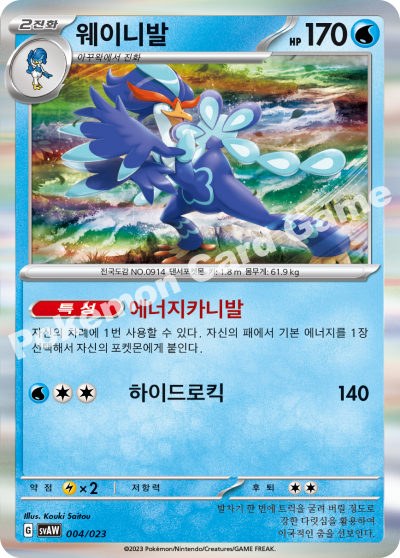 2진화 웨이니발 HP 170
아꾸왁에서 진화
전국도감 NO.0914 댄서포켓몬 키: 1.8 m 몸무게: 61.9 kg
특성 에너지카니발
자신의 차례에 1번 사용할 수 있다. 자신의 패에서 기본 에너지를 1장
선택해서 자신의 포켓몬에게 붙인다.
하이드로킥 140
약점 ×2 저항력 후퇴
Illus. Kouki Saitou
G svAW 004/023
발차기 한 번에 트럭을 굴려 버릴 정도로
강한 다릿심을 활용하여
이국적인 춤을 춘다.
©2023 Pokémon/Nintendo/Creatures/GAME FREAK.
Pokémon Card Game